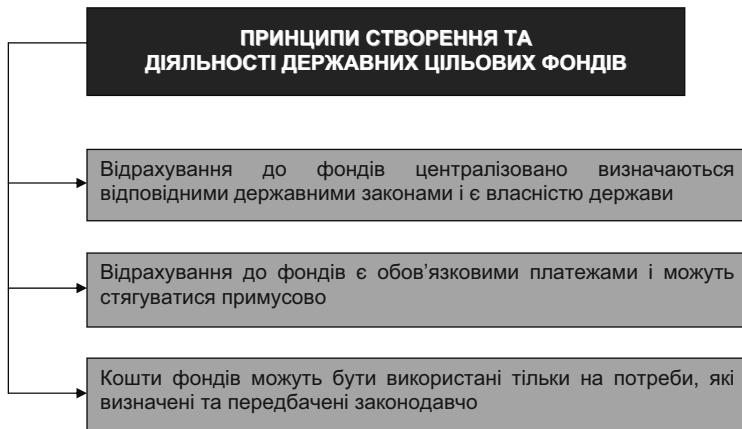 ПРИНЦИПИ СТВОРЕННЯ ТА
ДІЯЛЬНОСТІ ДЕРЖАВНИХ ЦІЛЬОВИХ ФОНДІВ
Відрахування до фондів централізовано визначаються
відповідними державними законами і є власністю держави
Відрахування до фондів є обов’язковими платежами і можуть
стягуватися примусово
Кошти фондів можуть бути використані тільки на потреби, які
визначені та передбачені законодавчо